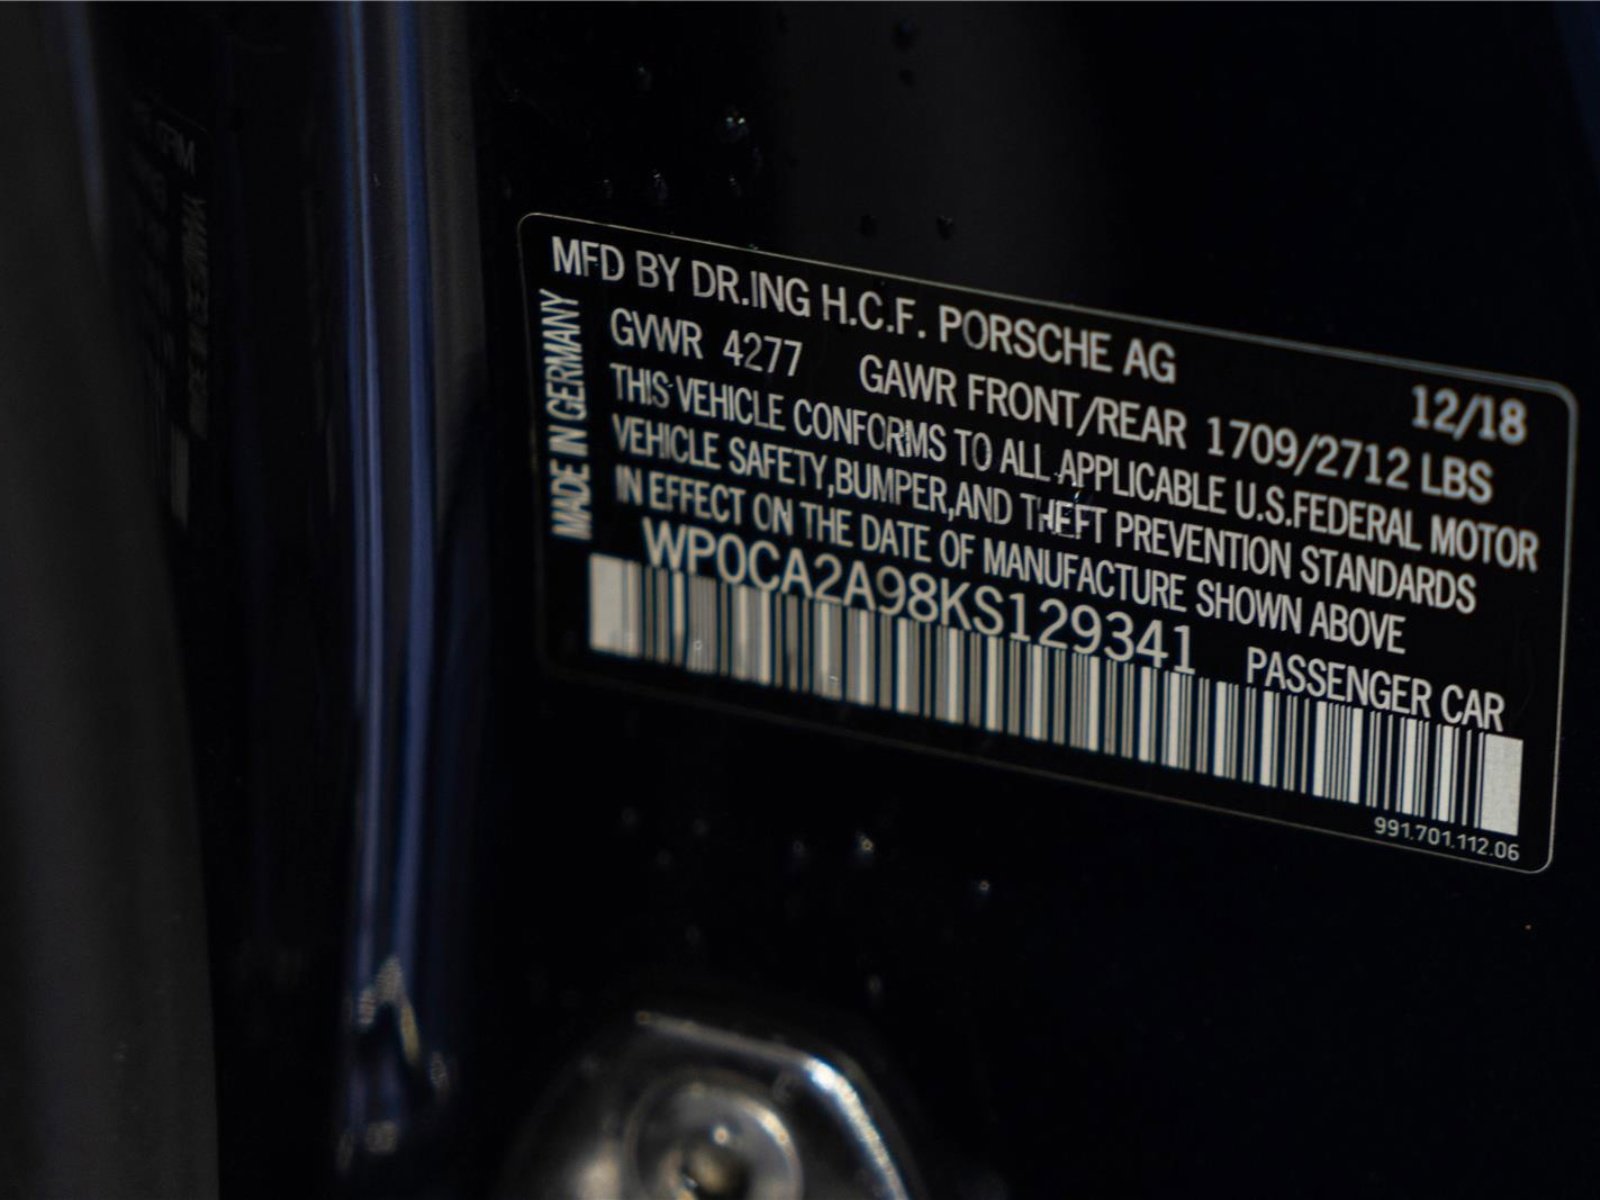 MFD BY DR.ING H.C.F. PORSCHE AG
12/18
GVWR 4277 GAWR FRONT/REAR 1709/2712 LBS
THIS VEHICLE CONFORMS TO ALL APPLICABLE U.S.FEDERAL MOTOR
VEHICLE SAFETY,BUMPER,AND THEFT PREVENTION STANDARDS
IN EFFECT ON THE DATE OF MANUFACTURE SHOWN ABOVE
WP0CA2A98KS129341 PASSENGER CAR
991.701.112.06
MADE IN GERMANY